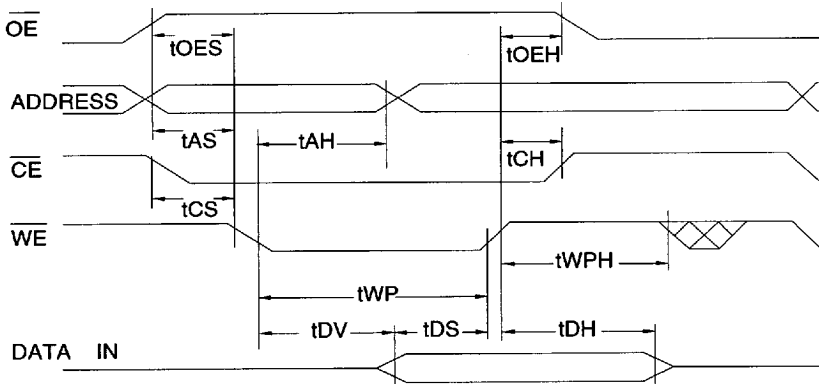 OE
tOES
tOEH
ADDRESS
tAS
tAH
tCH
CE
tCS
WE
tWPH
tWP
tDV
tDS
tDH
DATA IN